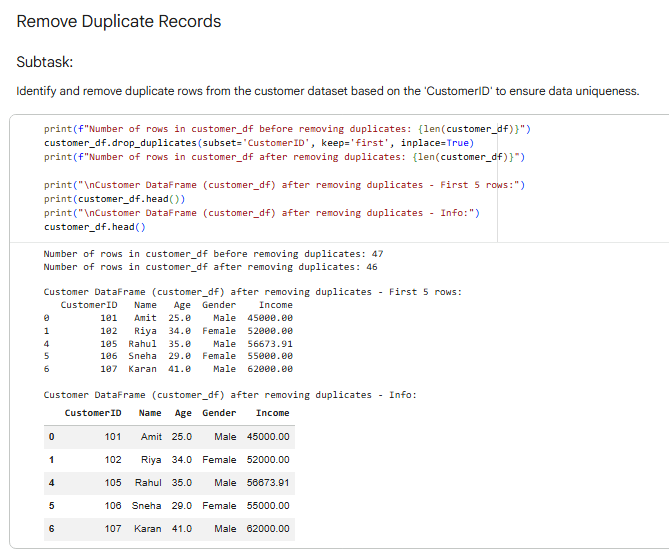 Remove Duplicate Records
Subtask:
Identify and remove duplicate rows from the customer dataset based on the 'CustomerID' to ensure data uniqueness.
print(f"Number of rows in customer_df before removing duplicates: {len(customer_df)}")
customer_df.drop_duplicates(subset='CustomerID', keep='first', inplace=True)
print(f"Number of rows in customer_df after removing duplicates: {len(customer_df)}")
print("\nCustomer DataFrame (customer_df) after removing duplicates - First 5 rows:")
print(customer_df.head())
print("\nCustomer DataFrame (customer_df) after removing duplicates - Info:")
customer_df.head()
Number of rows in customer_df before removing duplicates: 47
Number of rows in customer_df after removing duplicates: 46
Customer DataFrame (customer_df) after removing duplicates - First 5 rows:
CustomerID Name Age Gender Income
0 101 Amit 25.0 Male 45000.00
1 102 Riya 34.0 Female 52000.00
4 105 Rahul 35.0 Male 56673.91
5 106 Sneha 29.0 Female 55000.00
6 107 Karan 41.0 Male 62000.00
Customer DataFrame (customer_df) after removing duplicates - Info:
CustomerID Name Age Gender Income
0 101 Amit 25.0 Male 45000.00
1 102 Riya 34.0 Female 52000.00
4 105 Rahul 35.0 Male 56673.91
5 106 Sneha 29.0 Female 55000.00
6 107 Karan 41.0 Male 62000.00